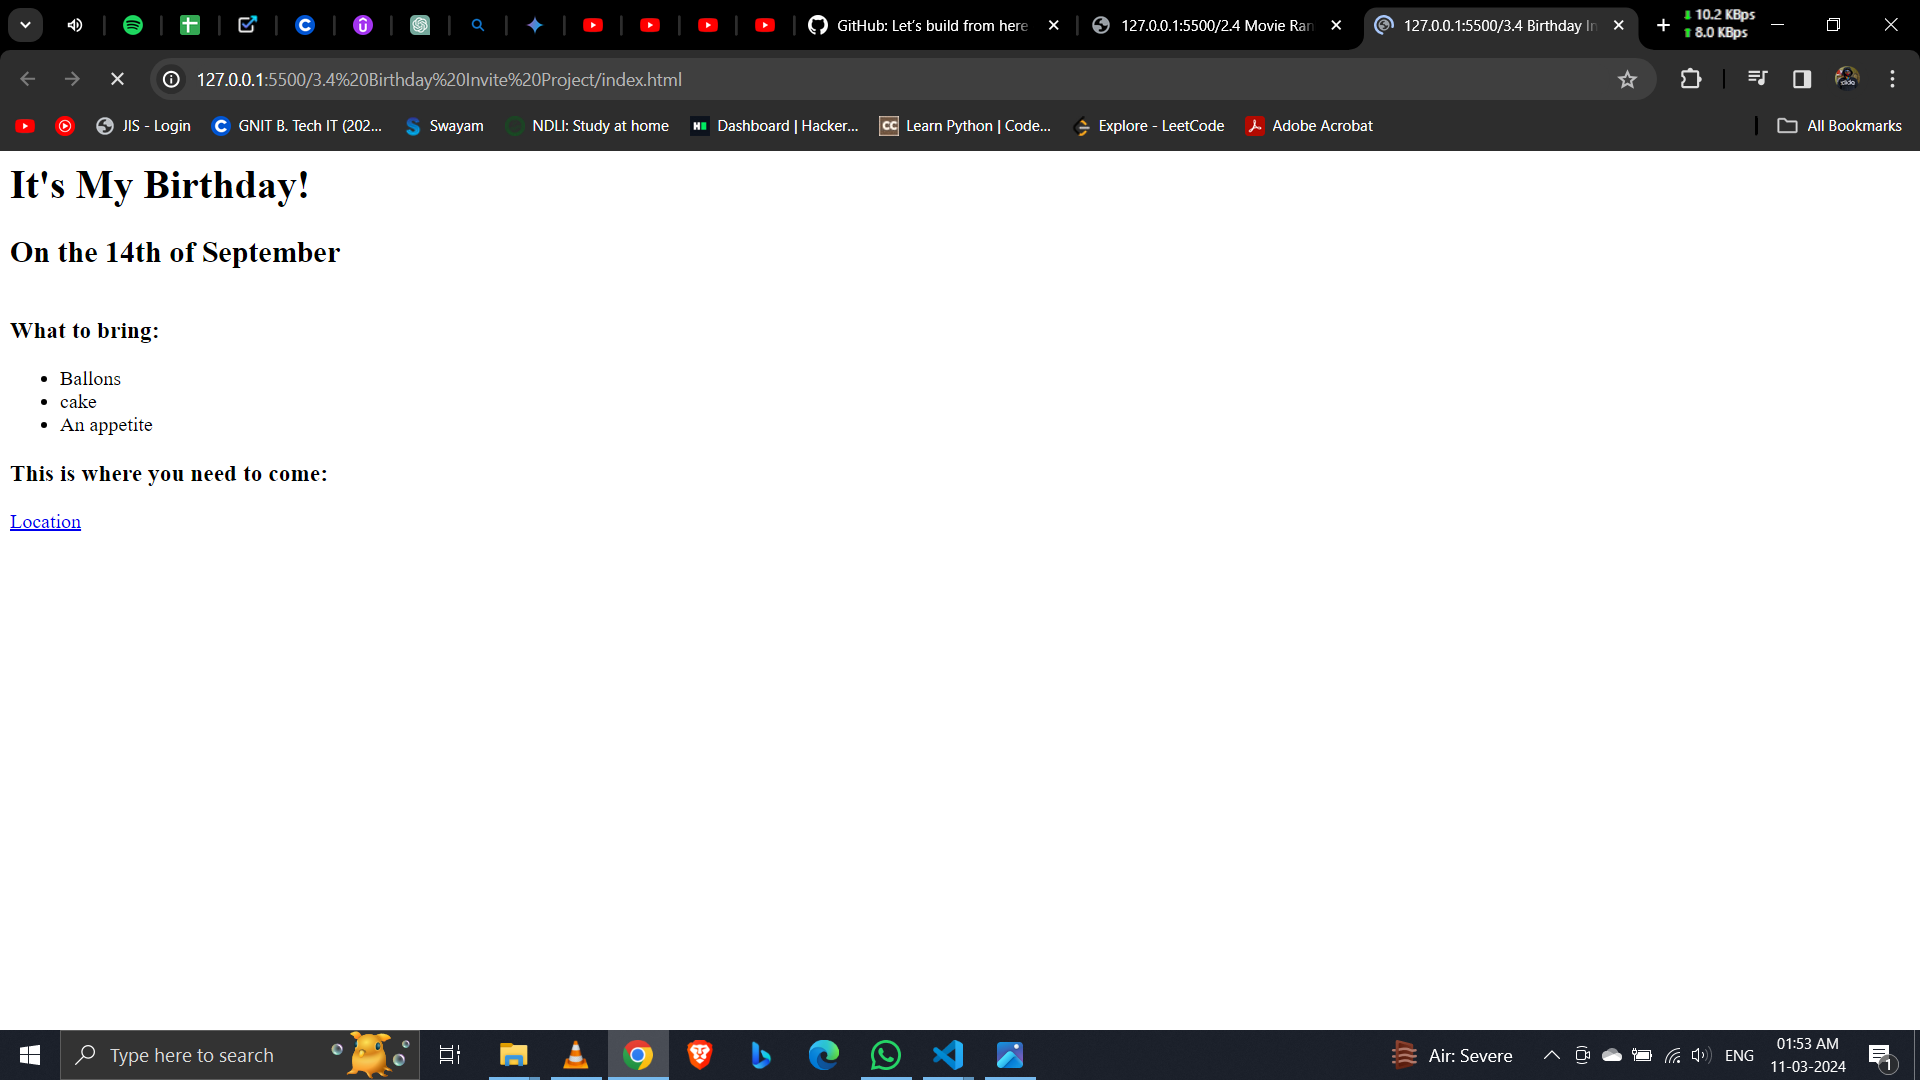 GitHub: Let's build from here
127.0.0.1:5500/2.4 Movie Ran
127.0.0.1:5500/3.4 Birthday In
10.2 KBps
8.0 KBps
127.0.0.1:5500/3.4%20Birthday%20Invite%20Project/index.html
JIS - Login
GNIT B. Tech IT (202...
Swayam
NDLI: Study at home
Dashboard | Hacker...
Learn Python | Code...
Explore - LeetCode
Adobe Acrobat
All Bookmarks
It's My Birthday!
On the 14th of September
What to bring:
Ballons
cake
An appetite
This is where you need to come:
Location
Type here to search
Air: Severe
ENG
01:53 AM
11-03-2024
1